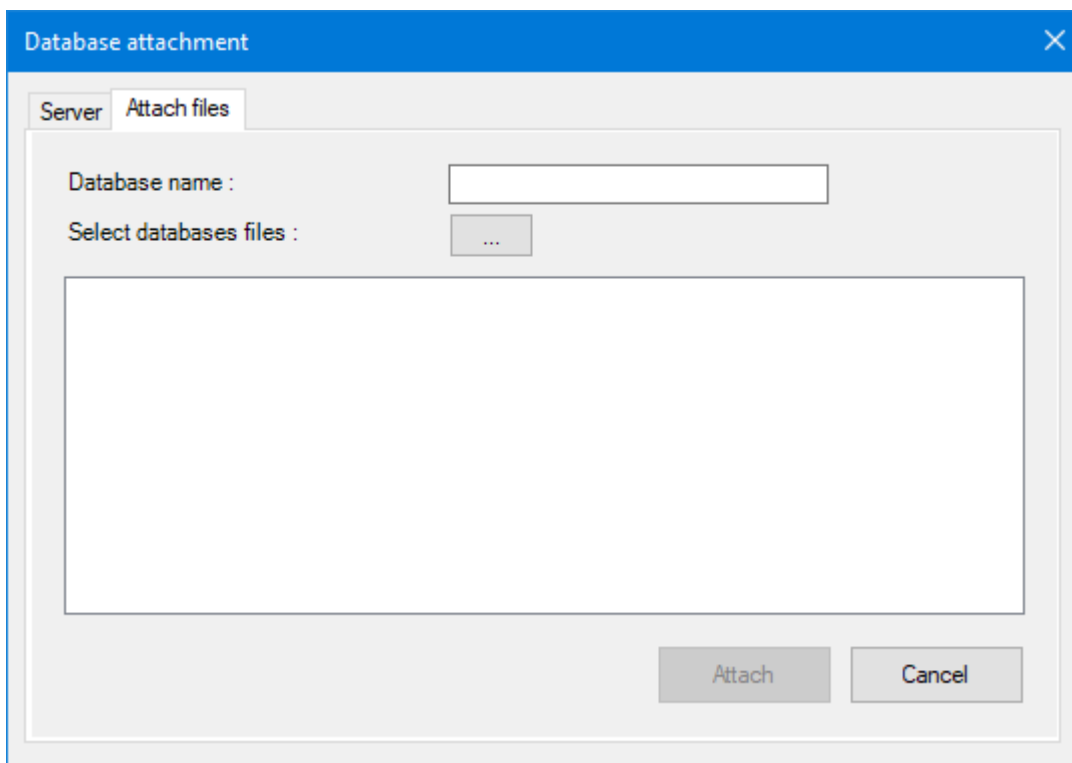 Database attachment
Server Attach files
Database name :
Select databases files :
...
Attach Cancel